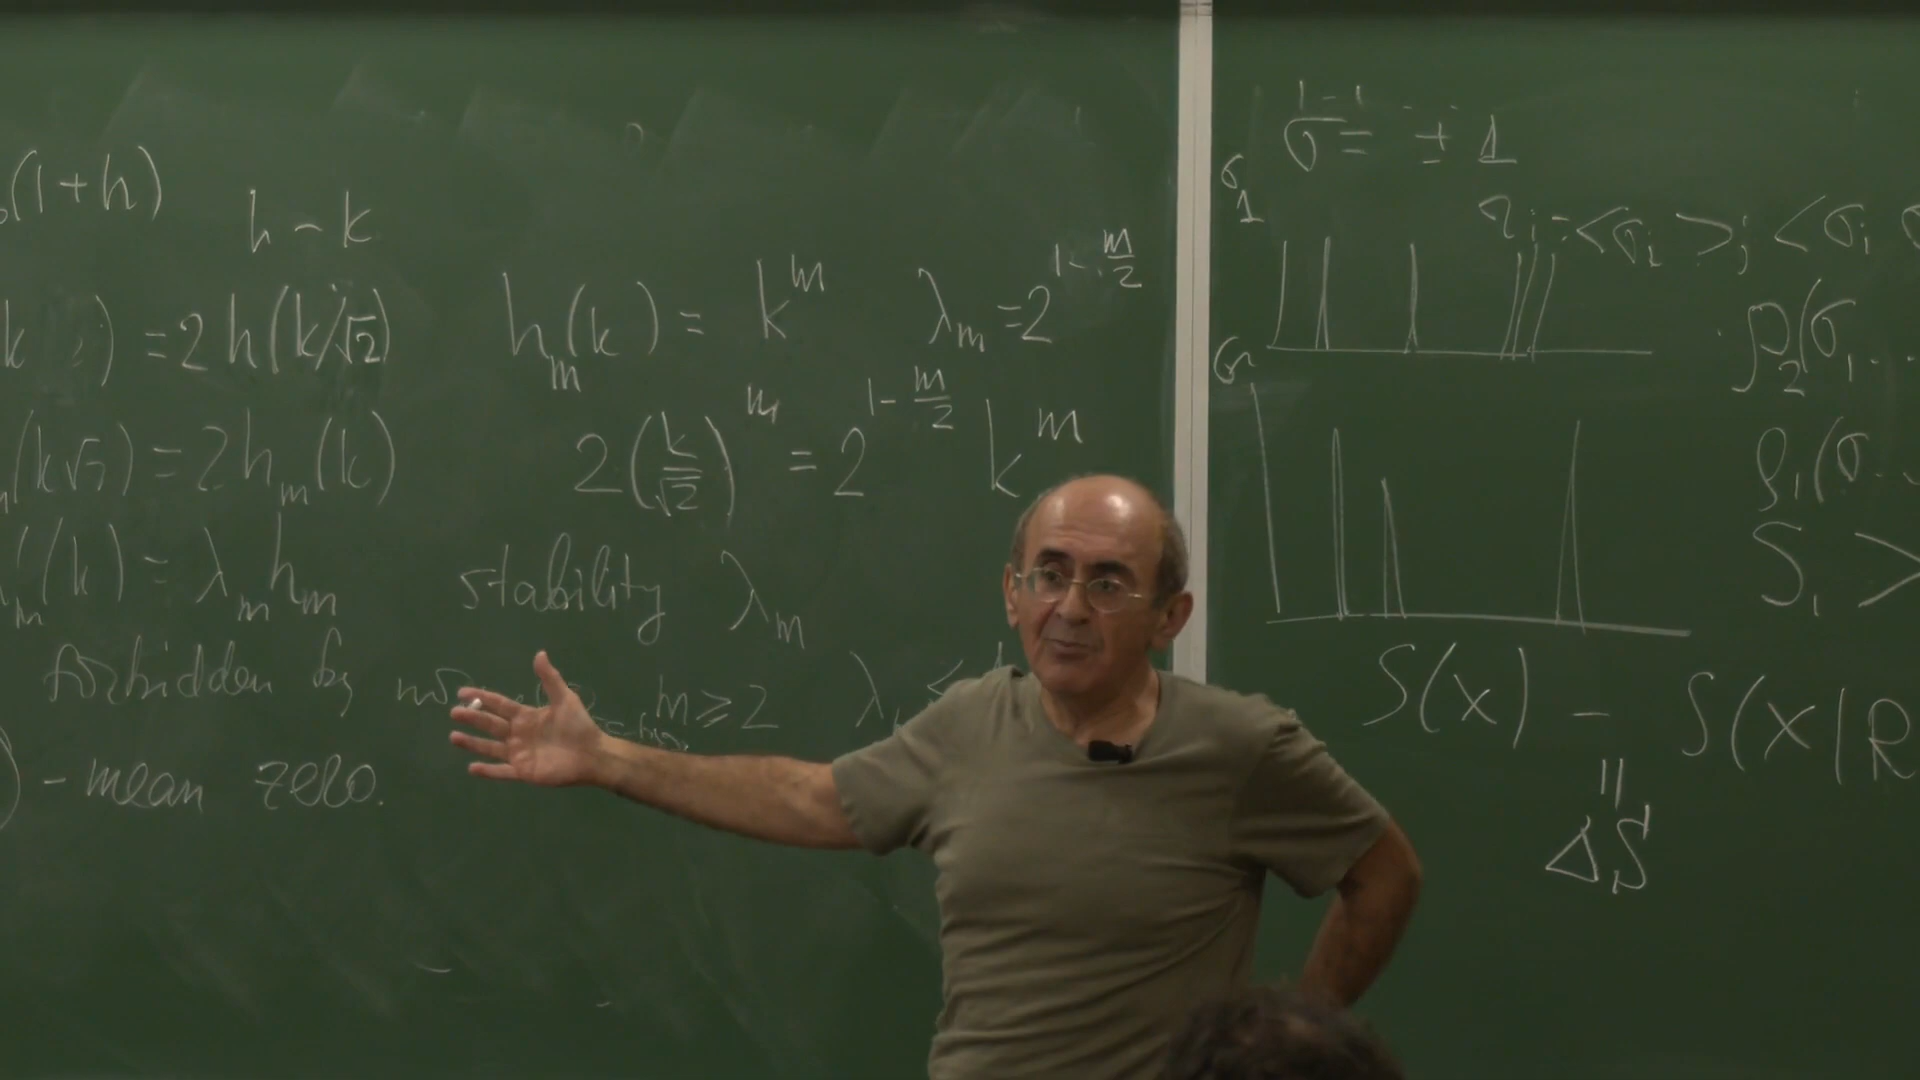 (1+h)
h ~ k
) = 2h(k/√2)
h_m(k) = k^m λ_m = 2^{1-m/2}
(k√2) = 2h_m(k)
2(k/√2)^m = 2^{1-m/2} k^m
(k) = λ_m h_m
stability λ_m
forbidden by
m ≥ 2
) - mean zero.
σ = ± 1
σ_1
<σ_i>; <σ_i
ρ_2(σ_1...
ρ_1(σ
S_1 >
S(X) - S(X|R
||
ΔS